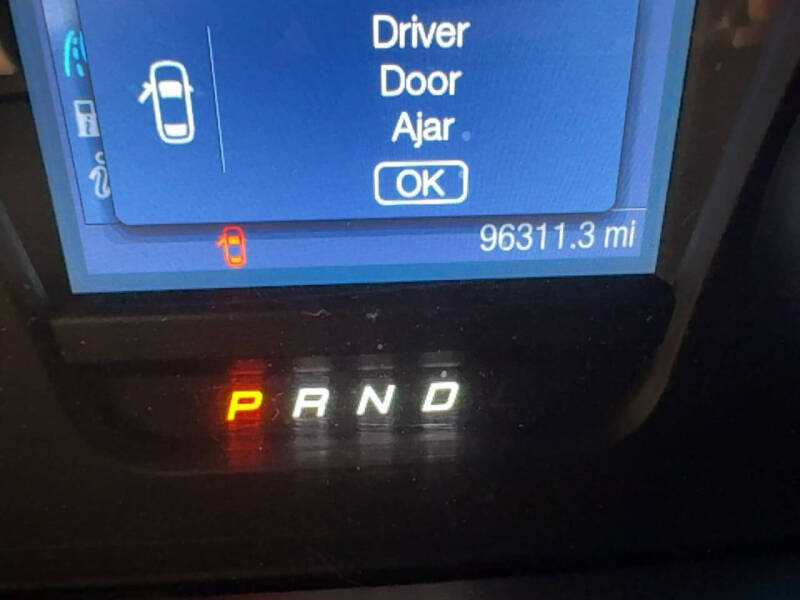 Driver
Door
Ajar
OK
96311.3 mi
P R N D